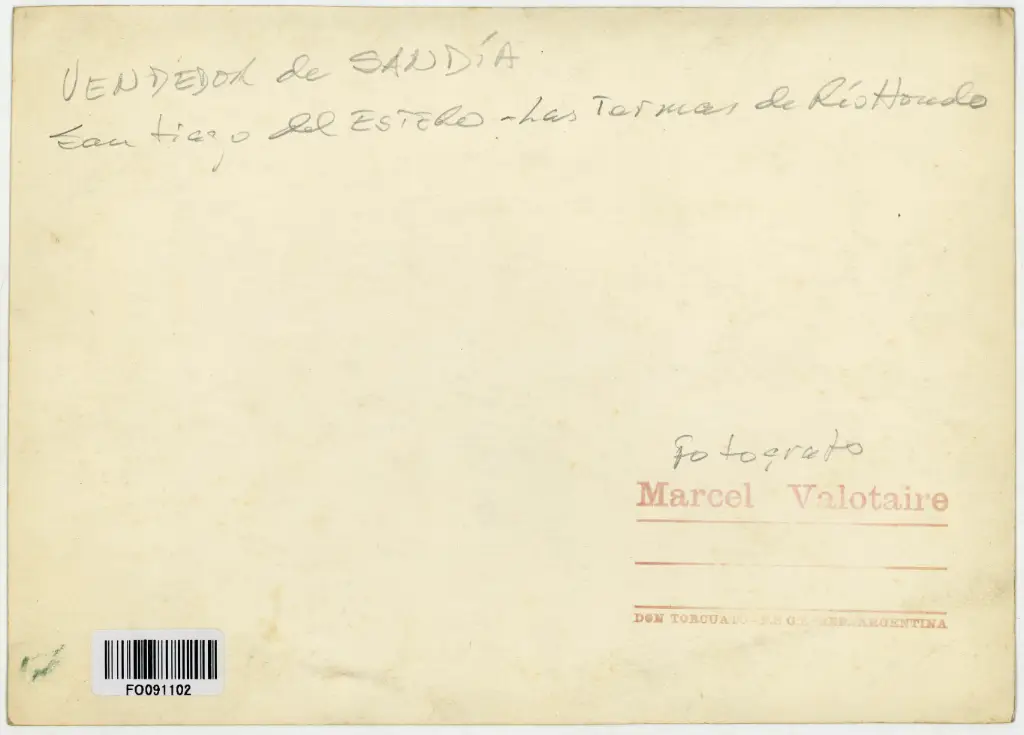 VENDEDOR de SANDÍA
Santiago del ESTERO - Las Termas de Río Hondo
Fotografo
Marcel Valotaire
DON TORCUATO ARGENTINA
FO091102